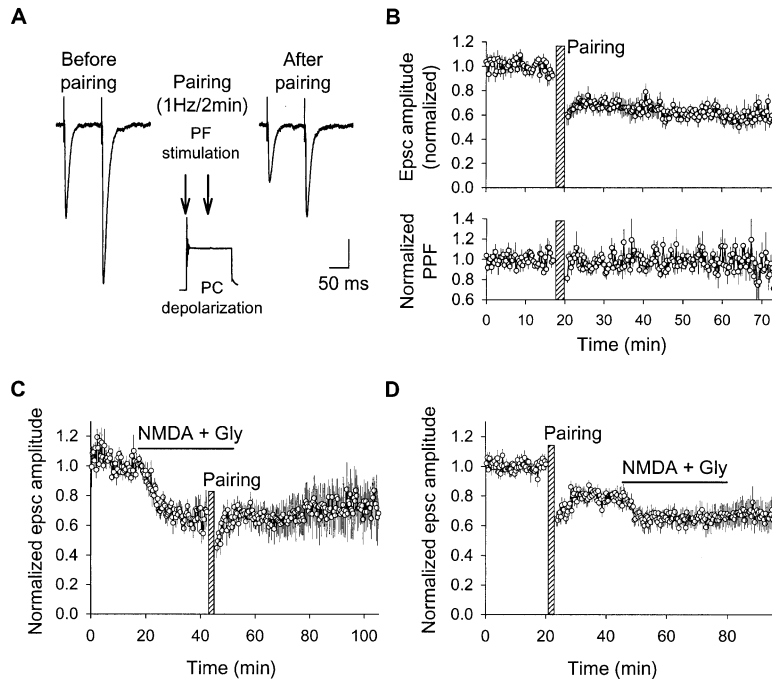 A
Before
pairing
Pairing
(1Hz/2min)
PF
stimulation
After
pairing
PC
depolarization
50 ms
B
Epsc amplitude
(normalized)
1.2
1.0
0.8
0.6
0.4
0.2
0.0
Pairing
Normalized
PPF
1.4
1.2
1.0
0.8
0.6
0 10 20 30 40 50 60 70
Time (min)
C
Normalized epsc amplitude
1.2
1.0
0.8
0.6
0.4
0.2
0.0
NMDA + Gly
Pairing
0 20 40 60 80 100
Time (min)
D
Normalized epsc amplitude
1.2
1.0
0.8
0.6
0.4
0.2
0.0
Pairing
NMDA + Gly
0 20 40 60 80
Time (min)